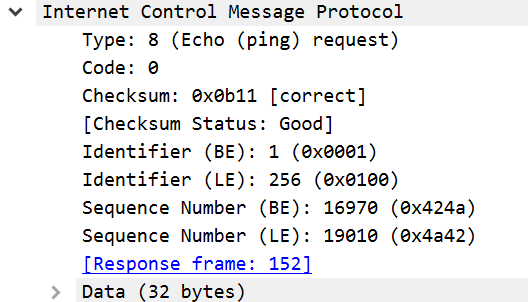 Internet Control Message Protocol
Type: 8 (Echo (ping) request)
Code: 0
Checksum: 0x0b11 [correct]
[Checksum Status: Good]
Identifier (BE): 1 (0x0001)
Identifier (LE): 256 (0x0100)
Sequence Number (BE): 16970 (0x424a)
Sequence Number (LE): 19010 (0x4a42)
[Response frame: 152]
Data (32 bytes)